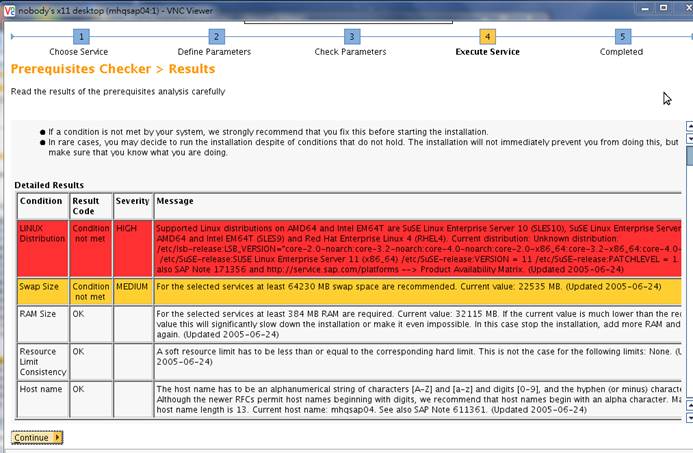 nobody's x11 desktop (mhqsap04:1) - VNC Viewer
1
2
3
4
5
Choose Service
Define Parameters
Check Parameters
Execute Service
Completed
Prerequisites Checker > Results
Read the results of the prerequisites analysis carefully
● If a condition is not met by your system, we strongly recommend that you fix this before starting the installation.
● In rare cases, you may decide to run the installation despite of conditions that do not hold. The installation will not immediately prevent you from doing this, but
make sure that you know what you are doing.
Detailed Results
Condition
Result Code
Severity
Message
LINUX Distribution
Condition not met
HIGH
Supported Linux distributions on AMD64 and Intel EM64T are SuSE Linux Enterprise Server 10 (SLES10), SuSE Linux Enterprise Server
AMD64 and Intel EM64T (SLES9) and Red Hat Enterprise Linux 4 (RHEL4). Current distribution: Unknown distribution:
/etc/lsb-release:LSB_VERSION="core-2.0-noarch:core-3.2-noarch:core-4.0-noarch:core-2.0-x86_64:core-3.2-x86_64:core-4.0-
/etc/SuSE-release:SUSE Linux Enterprise Server 11 (x86_64) /etc/SuSE-release:VERSION = 11 /etc/SuSE-release:PATCHLEVEL = 1.
also SAP Note 171356 and http://service.sap.com/platforms --> Product Availability Matrix. (Updated 2005-06-24)
Swap Size
Condition not met
MEDIUM
For the selected services at least 64230 MB swap space are recommended. Current value: 22535 MB. (Updated 2005-06-24)
RAM Size
OK
For the selected services at least 384 MB RAM are required. Current value: 32115 MB. If the current value is much lower than the
value this will significantly slow down the installation or make it even impossible. In this case stop the installation, add more RAM and
again. (Updated 2005-06-24)
Resource Limit Consistency
OK
A soft resource limit has to be less than or equal to the corresponding hard limit. This is not the case for the following limits: None. (
2005-06-24)
Host name
OK
The host name has to be an alphanumerical string of characters [A-Z] and [a-z] and digits [0-9], and the hyphen (or minus)
Although the newer RFCs permit host names beginning with digits, we recommend that host names begin with an alpha character.
host name length is 13. Current host name: mhqsap04. See also SAP Note 611361. (Updated 2005-06-24)
Continue